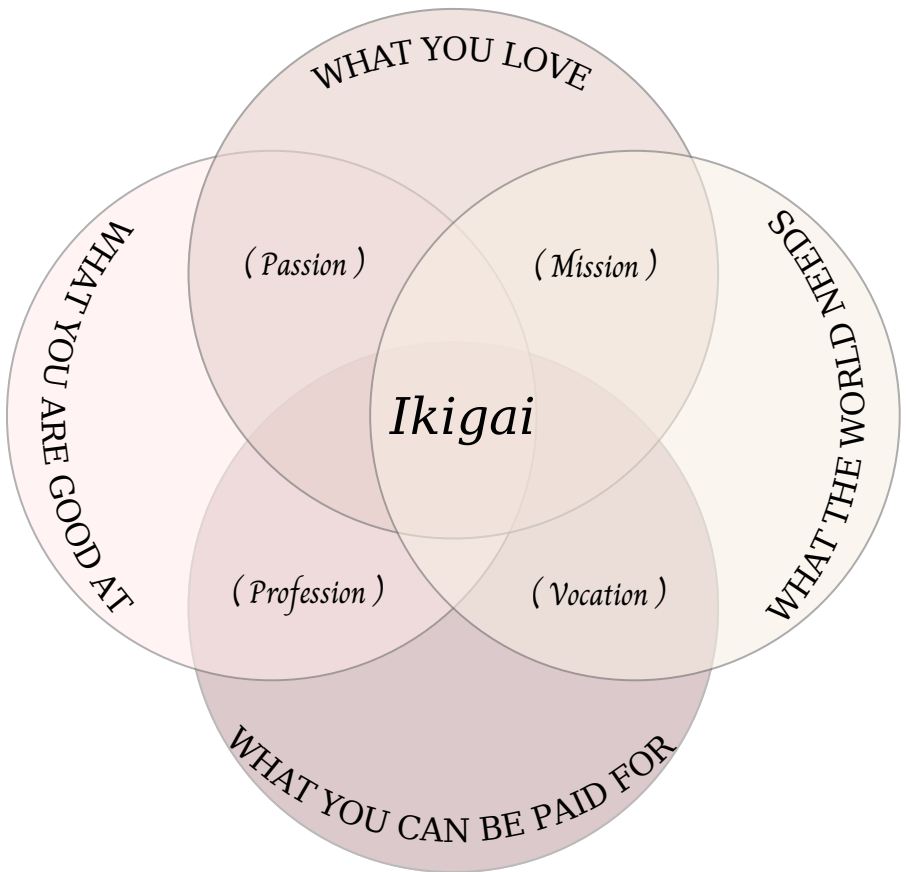 WHAT YOU LOVE
WHAT YOU ARE GOOD AT
WHAT THE WORLD NEEDS
( Passion )
( Mission )
Ikigai
( Profession )
( Vocation )
WHAT YOU CAN BE PAID FOR